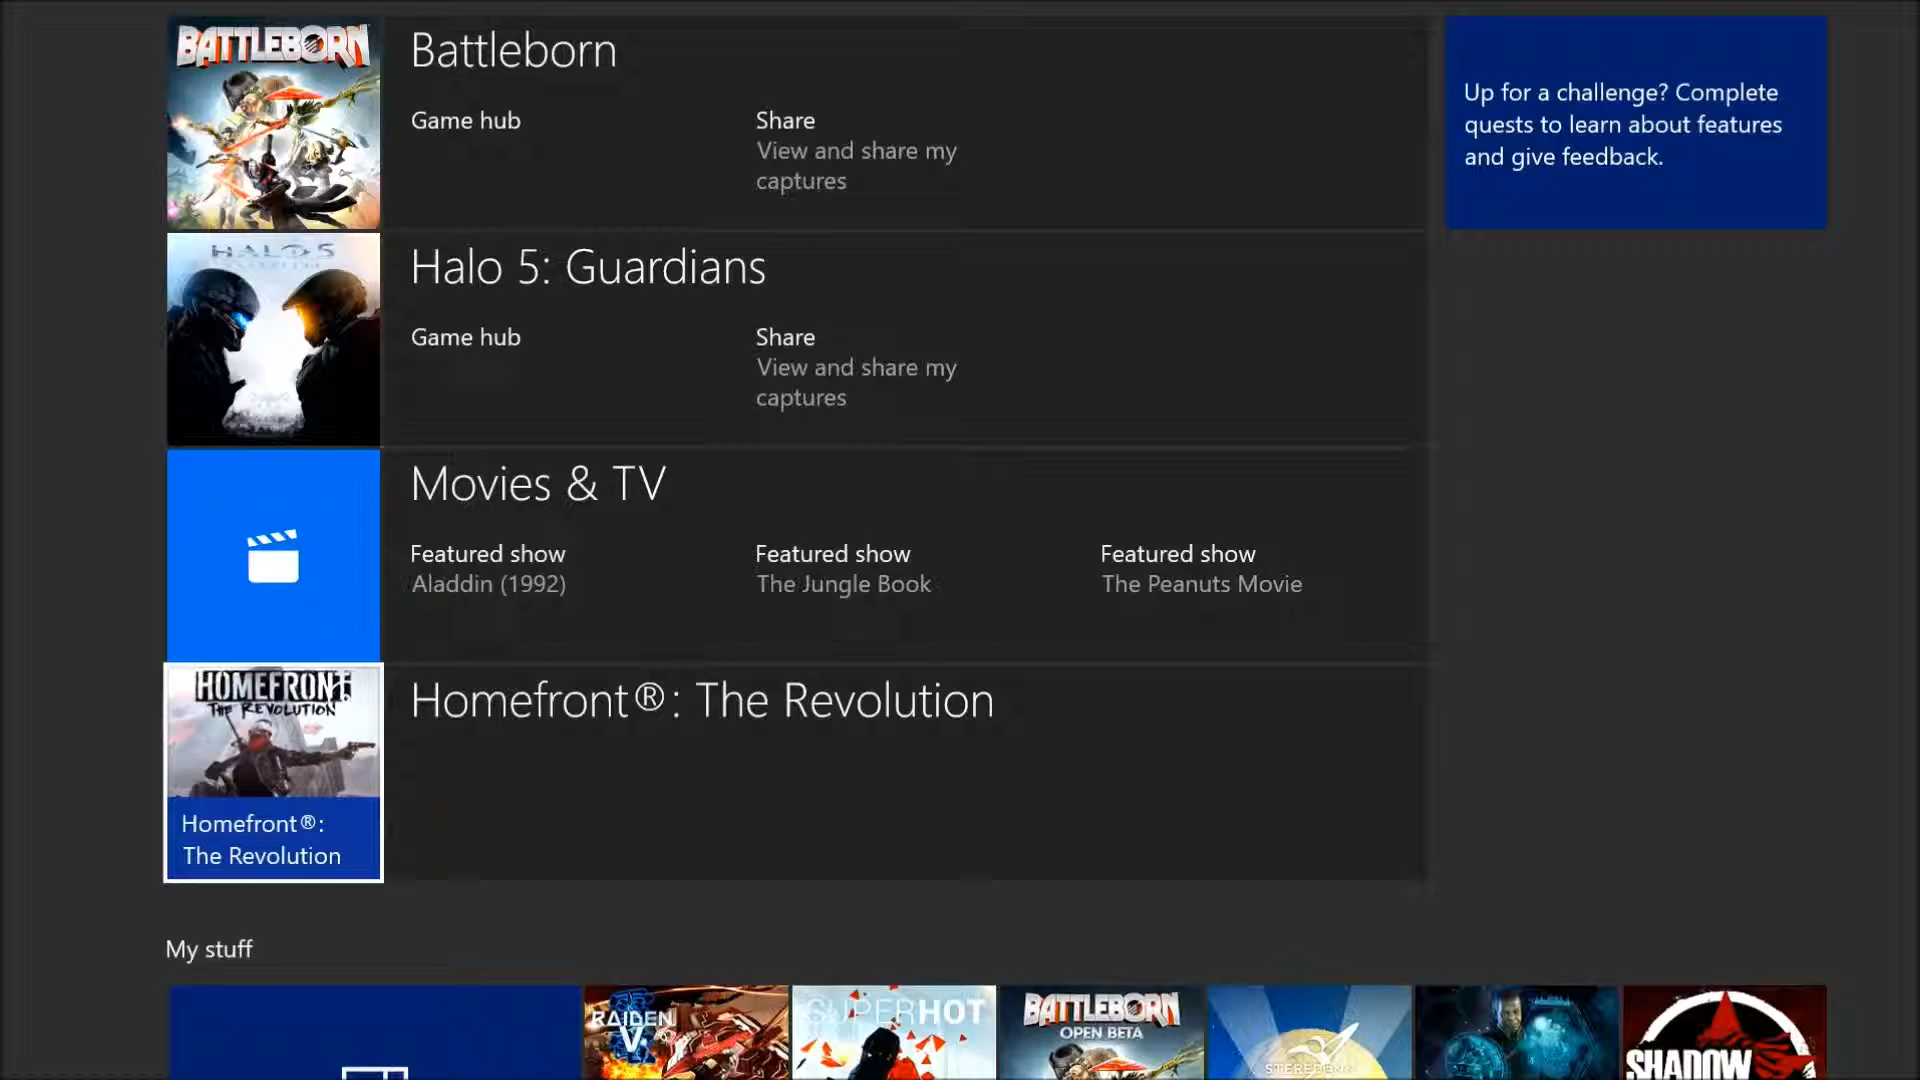 BATTLEBORN
Battleborn
Game hub
Share
View and share my
captures
Up for a challenge? Complete
quests to learn about features
and give feedback.
HALO 5
GUARDIANS
Halo 5: Guardians
Game hub
Share
View and share my
captures
Movies & TV
Featured show
Aladdin (1992)
Featured show
The Jungle Book
Featured show
The Peanuts Movie
HOMEFRONT
THE REVOLUTION
Homefront®:
The Revolution
Homefront®: The Revolution
My stuff
RAIDEN
V
SUPERHOT
BATTLEBORN
OPEN BETA
STEREDENN
SHADOW